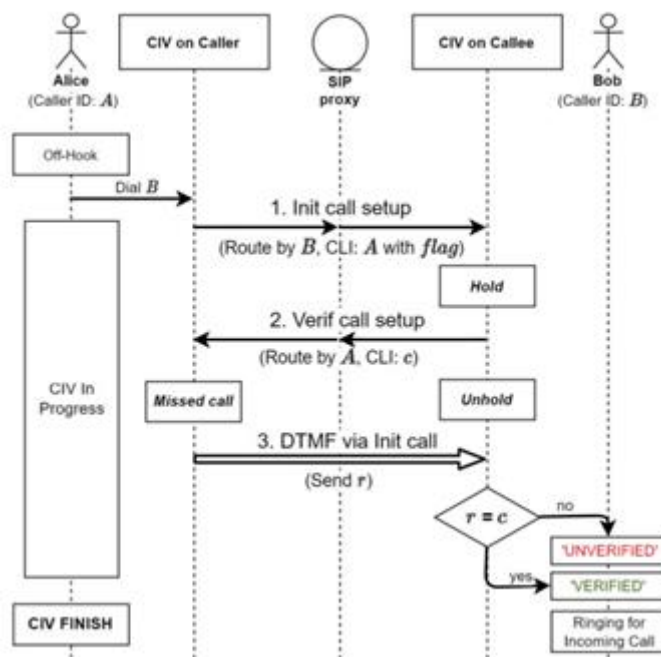 CIV on Caller
CIV on Callee
Alice
(Caller ID: A)
SIP
proxy
Bob
(Caller ID: B)
Off-Hook
Dial B
1. Init call setup
(Route by B, CLI: A with flag)
Hold
2. Verif call setup
(Route by A, CLI: c)
CIV In
Progress
Missed call
Unhold
3. DTMF via Init call
(Send r)
r = c
no
'UNVERIFIED'
yes
'VERIFIED'
CIV FINISH
Ringing for
Incoming Call